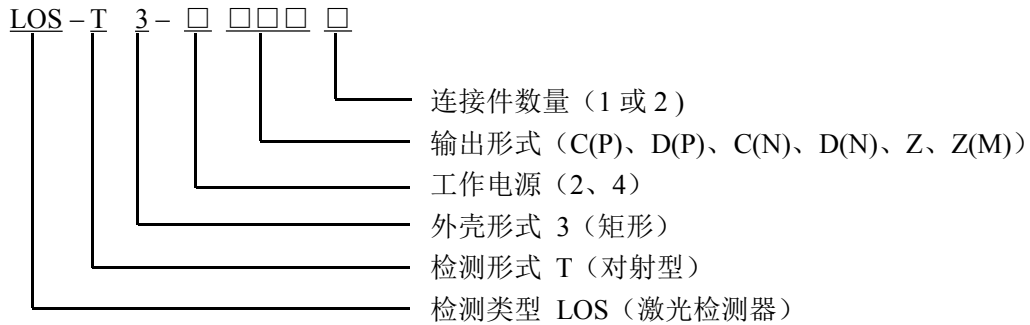 LOS – T 3 – □ □□□ □
连接件数量（1 或 2 )
输出形式（C(P)、D(P)、C(N)、D(N)、Z、Z(M)）
工作电源（2、4）
外壳形式 3（矩形）
检测形式 T（对射型）
检测类型 LOS（激光检测器）